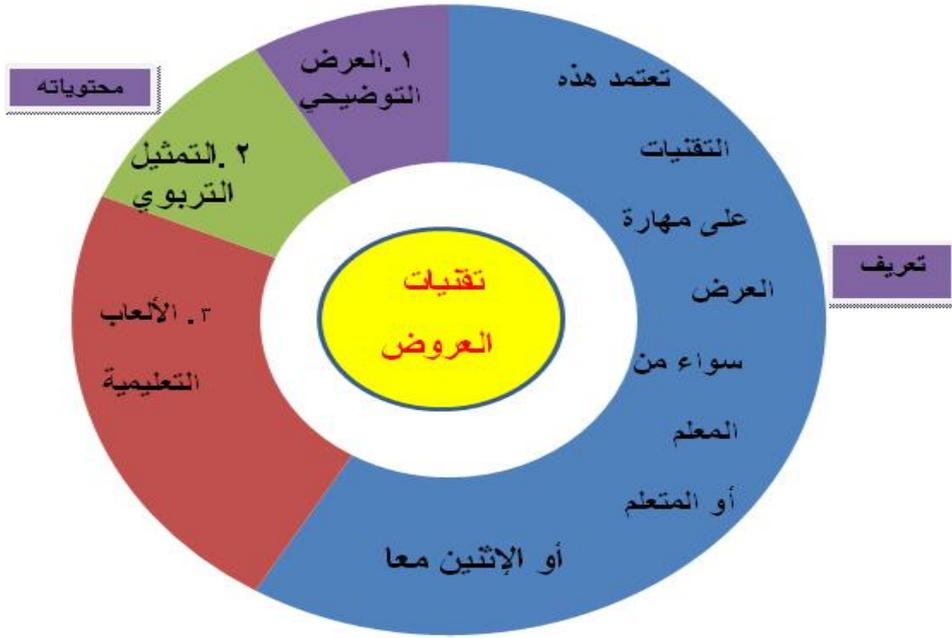 تقنيات
العروض
تعريف
تعتمد هذه
التقنيات
على مهارة
العرض
سواء من
المعلم
أو المتعلم
أو الإثنين معا
محتوياته
١ .العرض
التوضيحي
٢ .التمثيل
التربوي
٣. الألعاب
التعليمية